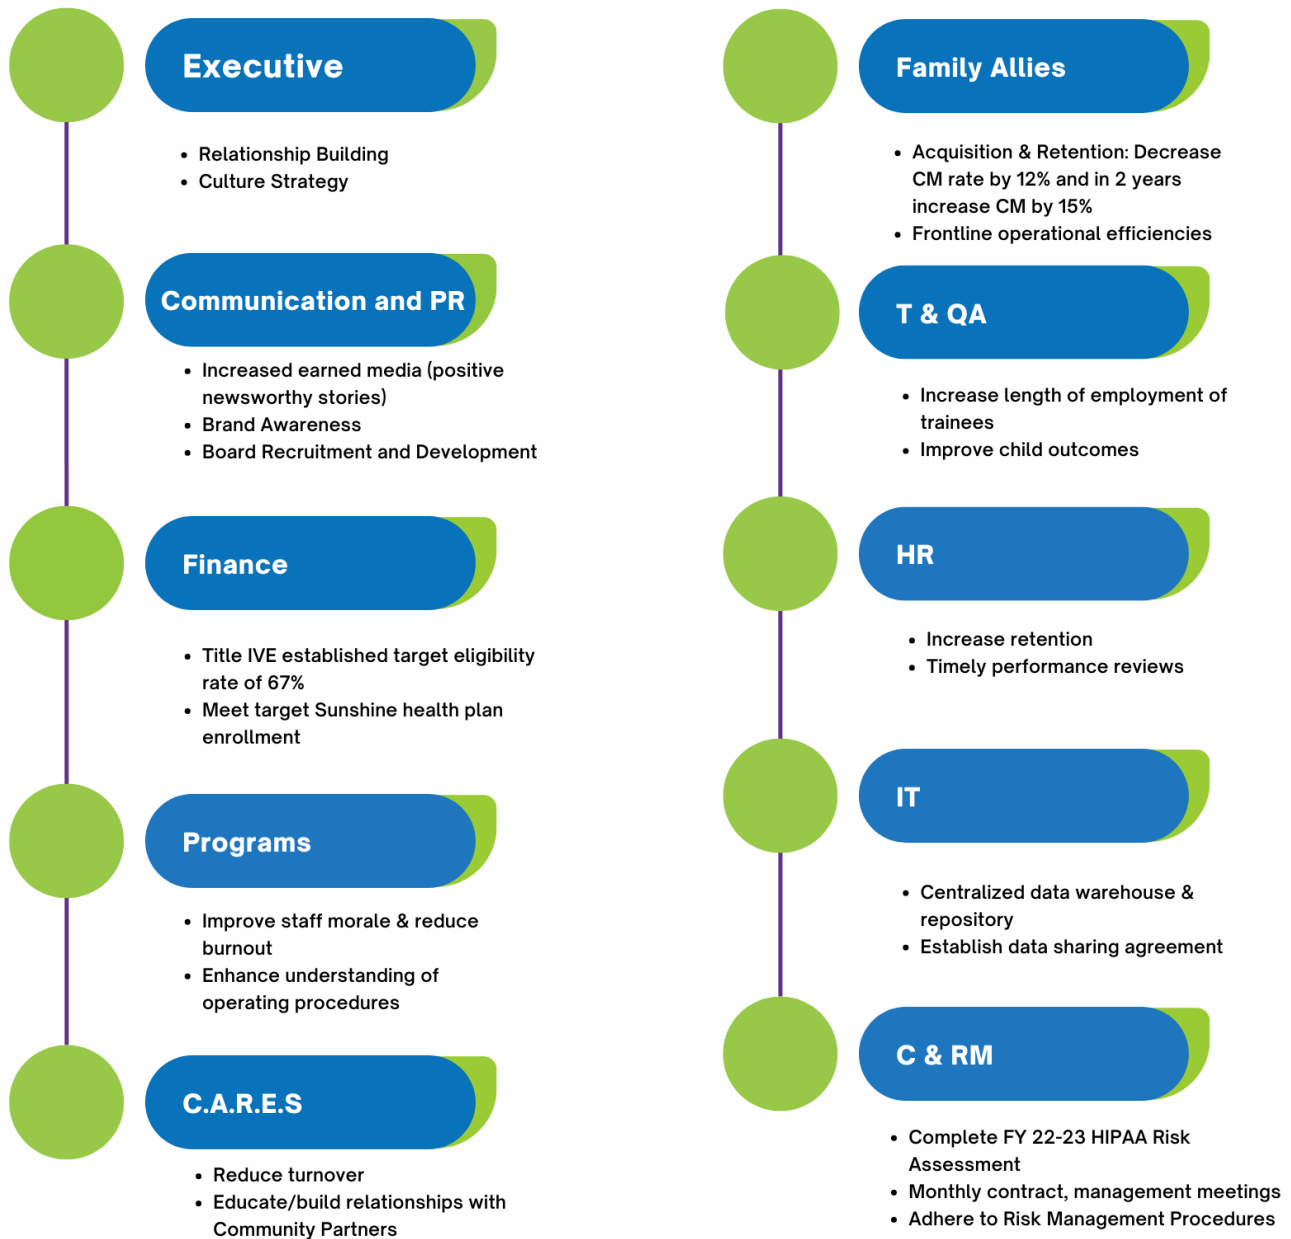 Executive
• Relationship Building
• Culture Strategy
Communication and PR
• Increased earned media (positive
newsworthy stories)
• Brand Awareness
• Board Recruitment and Development
Finance
• Title IVE established target eligibility
rate of 67%
• Meet target Sunshine health plan
enrollment
Programs
• Improve staff morale & reduce
burnout
• Enhance understanding of
operating procedures
C.A.R.E.S
• Reduce turnover
• Educate/build relationships with
Community Partners
Family Allies
• Acquisition & Retention: Decrease
CM rate by 12% and in 2 years
increase CM by 15%
• Frontline operational efficiencies
T & QA
• Increase length of employment of
trainees
• Improve child outcomes
HR
• Increase retention
• Timely performance reviews
IT
• Centralized data warehouse &
repository
• Establish data sharing agreement
C & RM
• Complete FY 22-23 HIPAA Risk
Assessment
• Monthly contract, management meetings
• Adhere to Risk Management Procedures